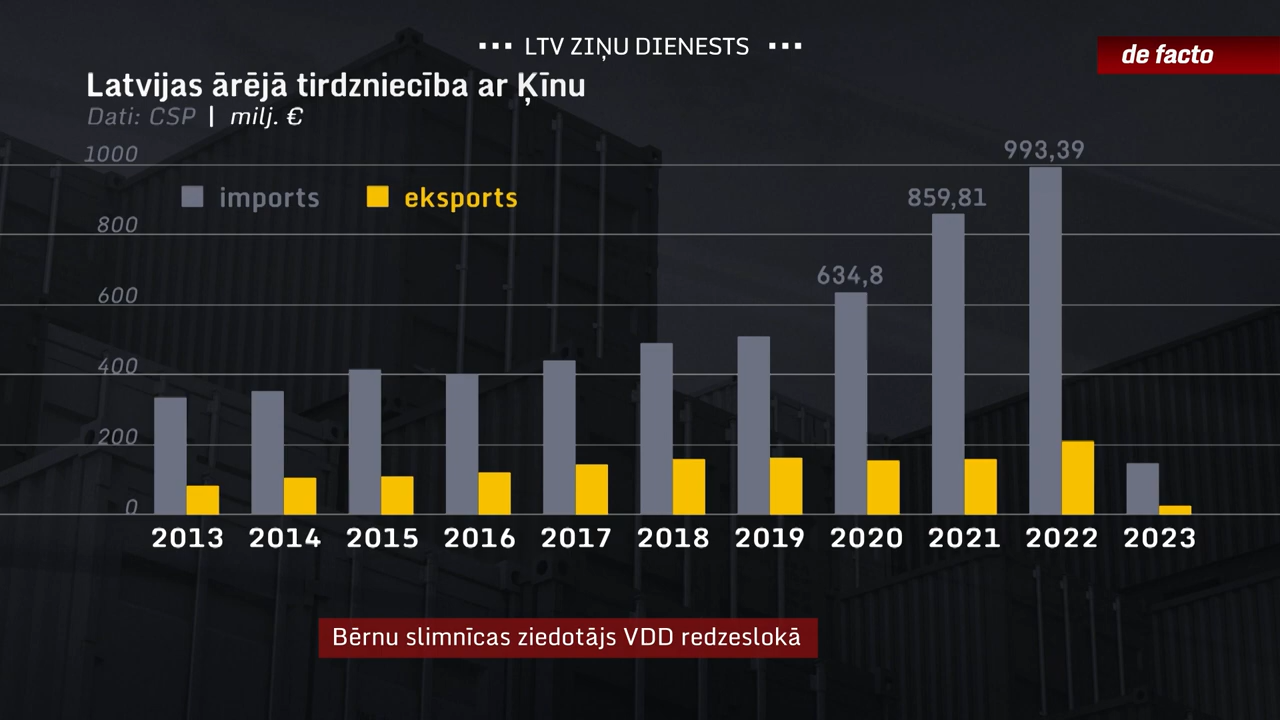 LTV ZIŅU DIENESTS
de facto
Latvijas ārējā tirdzniecība ar Ķīnu
Dati: CSP | milj. €
1000
800
600
400
200
0
imports eksports
634,8
859,81
993,39
2013 2014 2015 2016 2017 2018 2019 2020 2021 2022 2023
Bērnu slimnīcas ziedotājs VDD redzeslokā